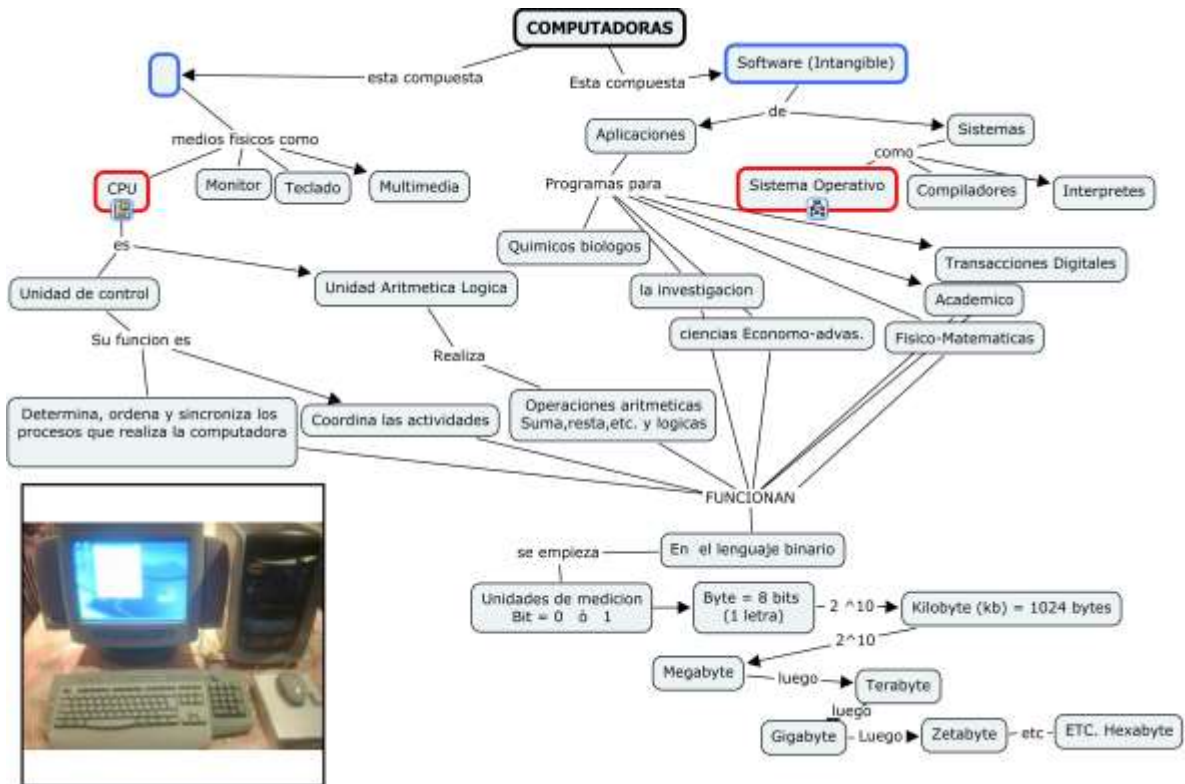 COMPUTADORAS
esta compuesta
Esta compuesta
Software (Intangible)
de
medios fisicos como
Aplicaciones
Sistemas
como
CPU
Monitor
Teclado
Multimedia
Programas para
Sistema Operativo
Compiladores
Interpretes
es
Quimicos biologos
Transacciones Digitales
Unidad de control
Unidad Aritmetica Logica
la investigacion
Academico
ciencias Economo-advas.
Fisico-Matematicas
Su funcion es
Realiza
Determina, ordena y sincroniza los
procesos que realiza la computadora
Coordina las actividades
Operaciones aritmeticas
Suma,resta,etc. y logicas
FUNCIONAN
En el lenguaje binario
se empieza
Unidades de medicion
Bit = 0 ò 1
Byte = 8 bits
(1 letra)
2 ^10
Kilobyte (kb) = 1024 bytes
2^10
Megabyte
luego
Terabyte
luego
Gigabyte
Luego
Zetabyte
etc
ETC. Hexabyte